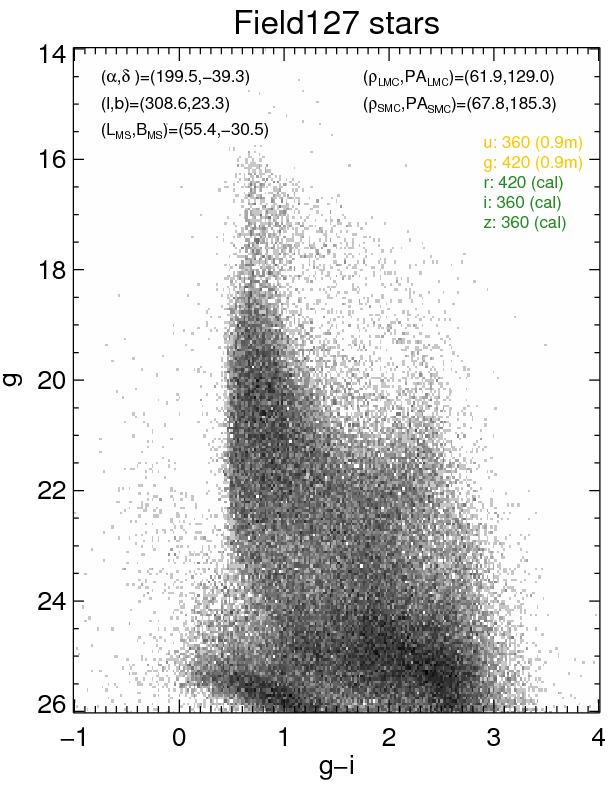 Field127 stars
(α,δ)=(199.5,−39.3)
(l,b)=(308.6,23.3)
(LMS,BMS)=(55.4,−30.5)
(ρLMC,PALMC)=(61.9,129.0)
(ρSMC,PASMC)=(67.8,185.3)
u: 360 (0.9m)
g: 420 (0.9m)
r: 420 (cal)
i: 360 (cal)
z: 360 (cal)
14
16
18
20
22
24
26
g
−1 0 1 2 3 4
g−i